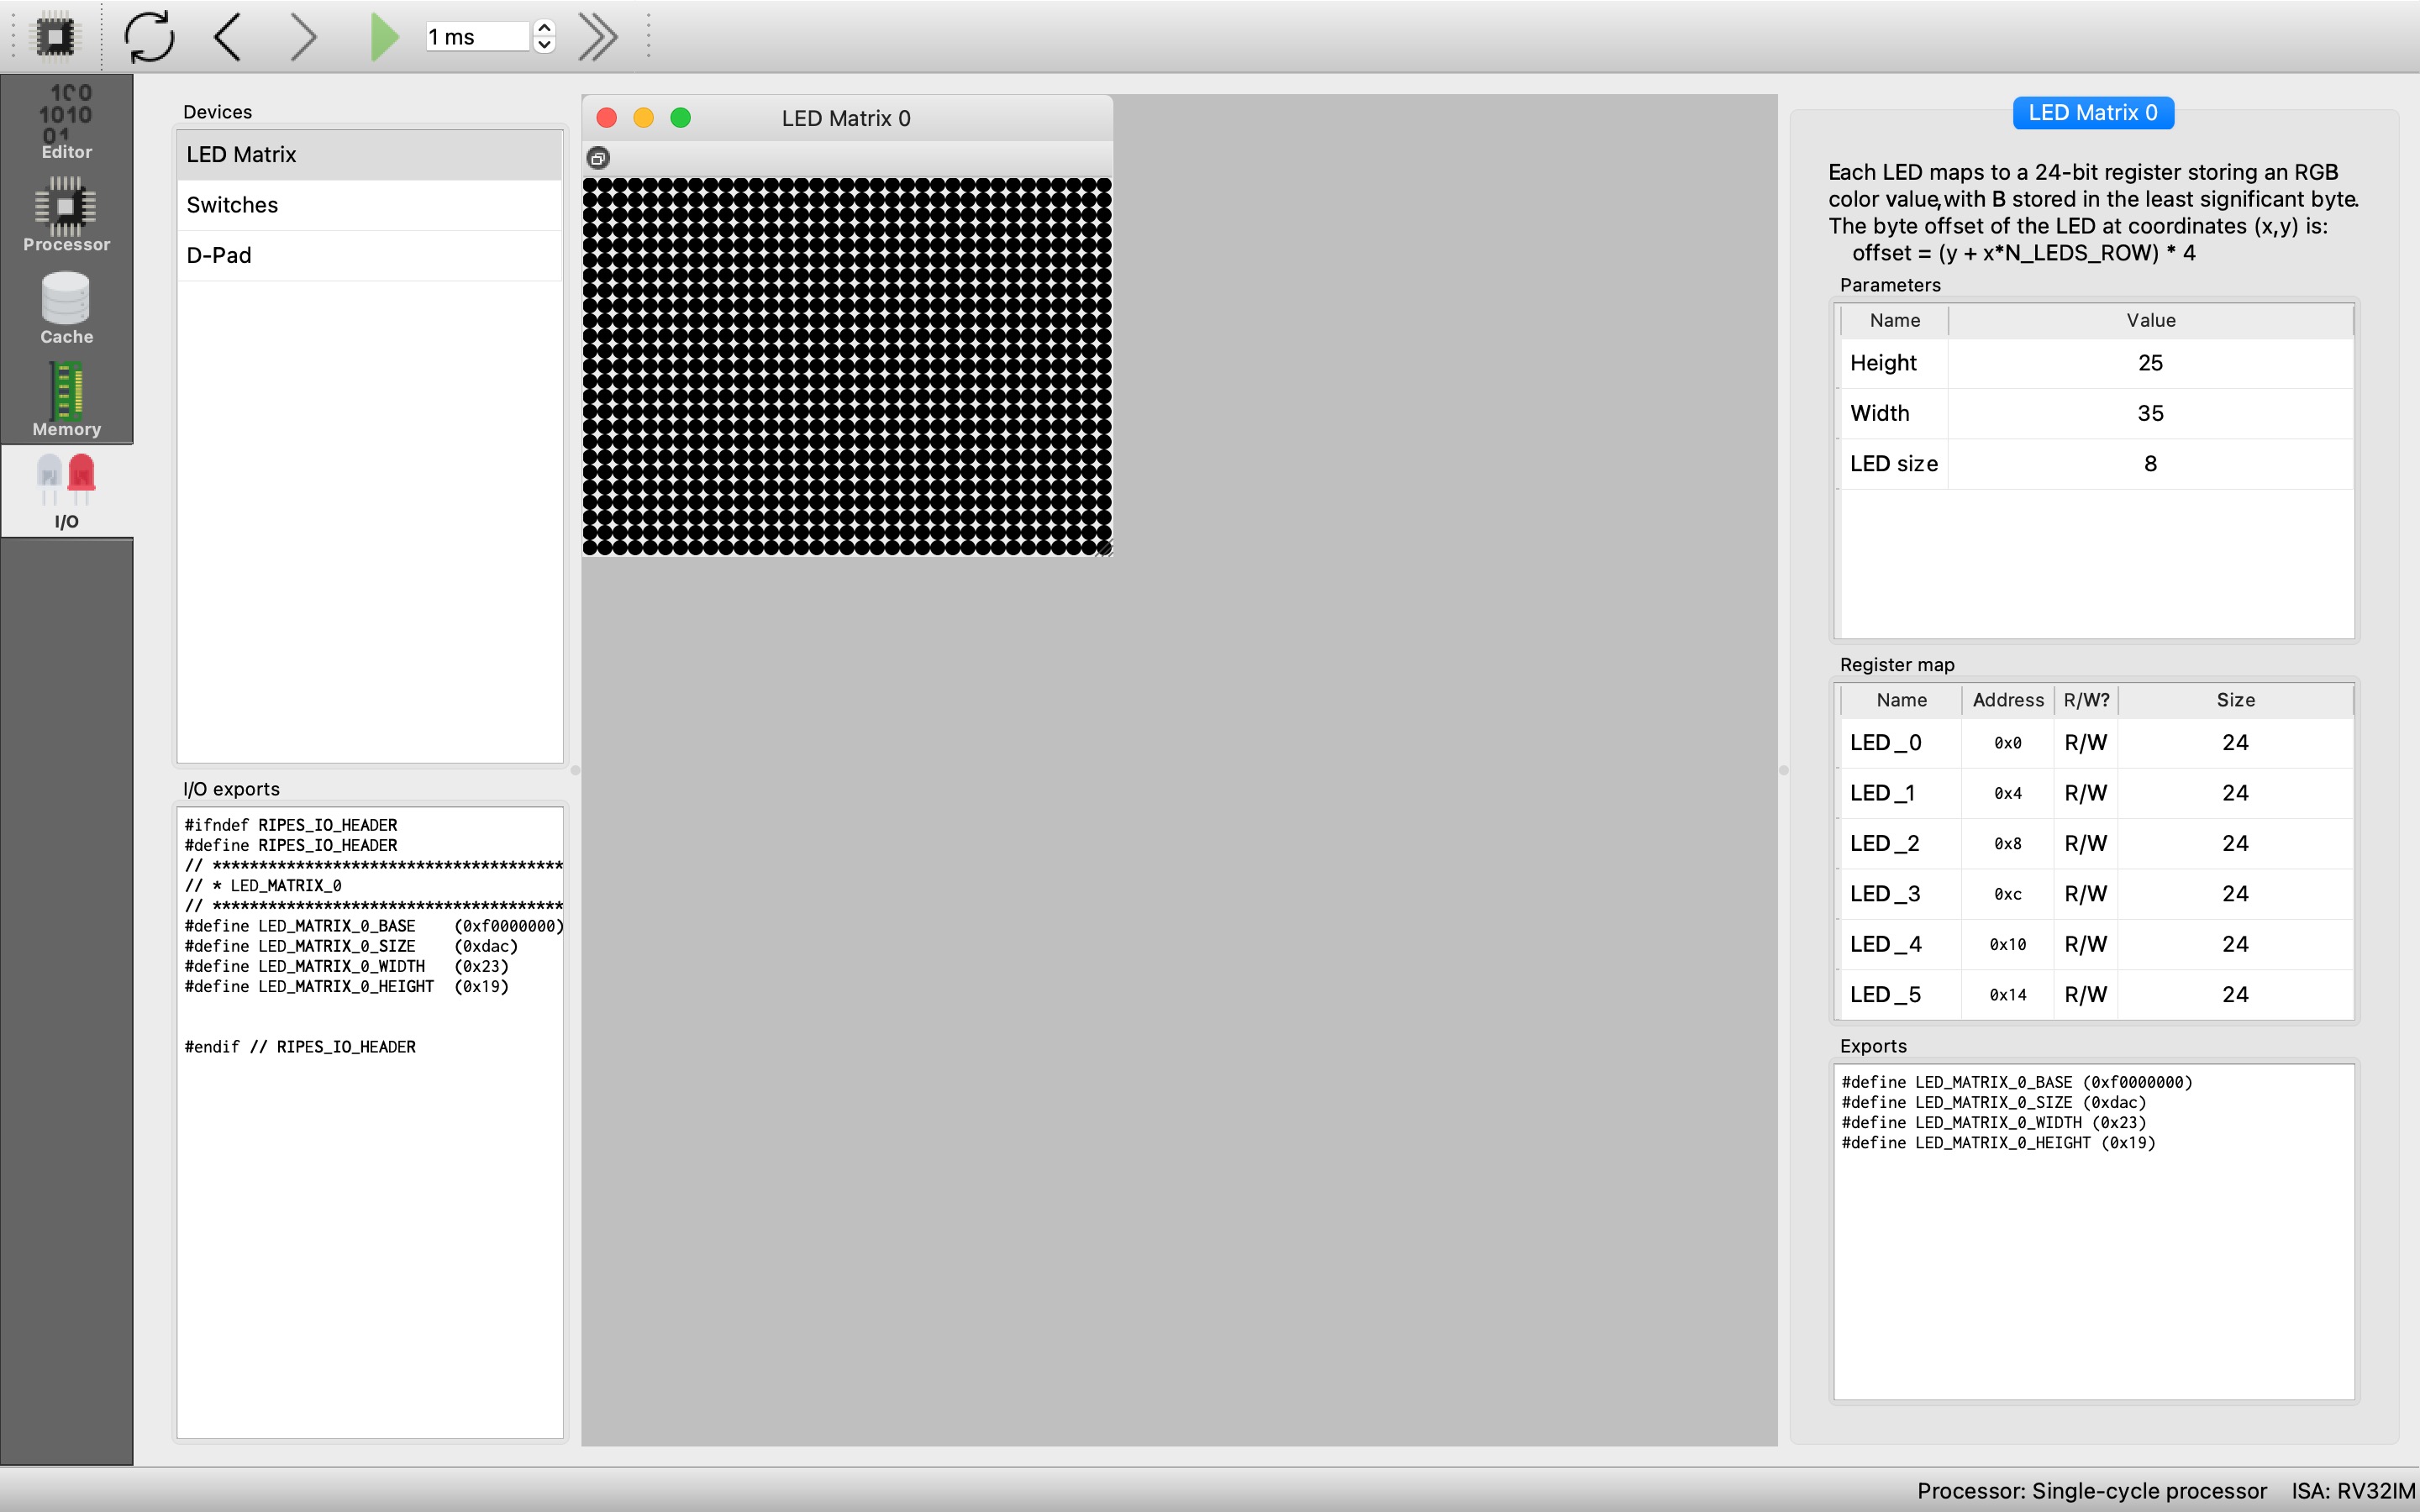 1 ms
Editor
Processor
Cache
Memory
I/O
Devices
LED Matrix
Switches
D-Pad
I/O exports
#ifndef RIPES_IO_HEADER
#define RIPES_IO_HEADER
// **************************************
// * LED_MATRIX_0
// **************************************
#define LED_MATRIX_0_BASE (0xf0000000)
#define LED_MATRIX_0_SIZE (0xdac)
#define LED_MATRIX_0_WIDTH (0x23)
#define LED_MATRIX_0_HEIGHT (0x19)
#endif // RIPES_IO_HEADER
LED Matrix 0
LED Matrix 0
Each LED maps to a 24-bit register storing an RGB
color value, with B stored in the least significant byte.
The byte offset of the LED at coordinates (x,y) is:
offset = (y + x*N_LEDS_ROW) * 4
Parameters
Name Value
Height 25
Width 35
LED size 8
Register map
Name Address R/W? Size
LED_0 0x0 R/W 24
LED_1 0x4 R/W 24
LED_2 0x8 R/W 24
LED_3 0xc R/W 24
LED_4 0x10 R/W 24
LED_5 0x14 R/W 24
Exports
#define LED_MATRIX_0_BASE (0xf0000000)
#define LED_MATRIX_0_SIZE (0xdac)
#define LED_MATRIX_0_WIDTH (0x23)
#define LED_MATRIX_0_HEIGHT (0x19)
Processor: Single-cycle processor ISA: RV32IM